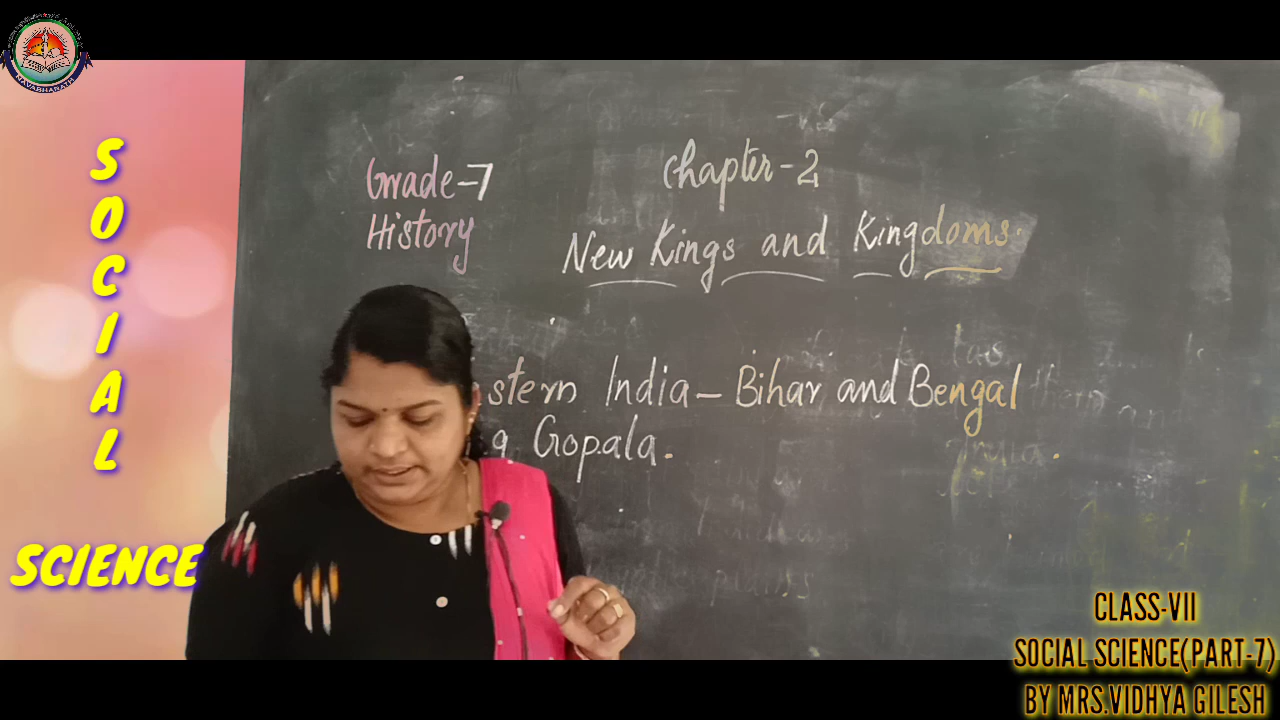 NAVABHARATH
SOCIAL
SCIENCE
Grade-7
History
Chapter-2
New Kings and Kingdoms.
stern India – Bihar and Bengal
Gopala.
CLASS-VII
SOCIAL SCIENCE(PART-7)
BY MRS.VIDHYA GILESH